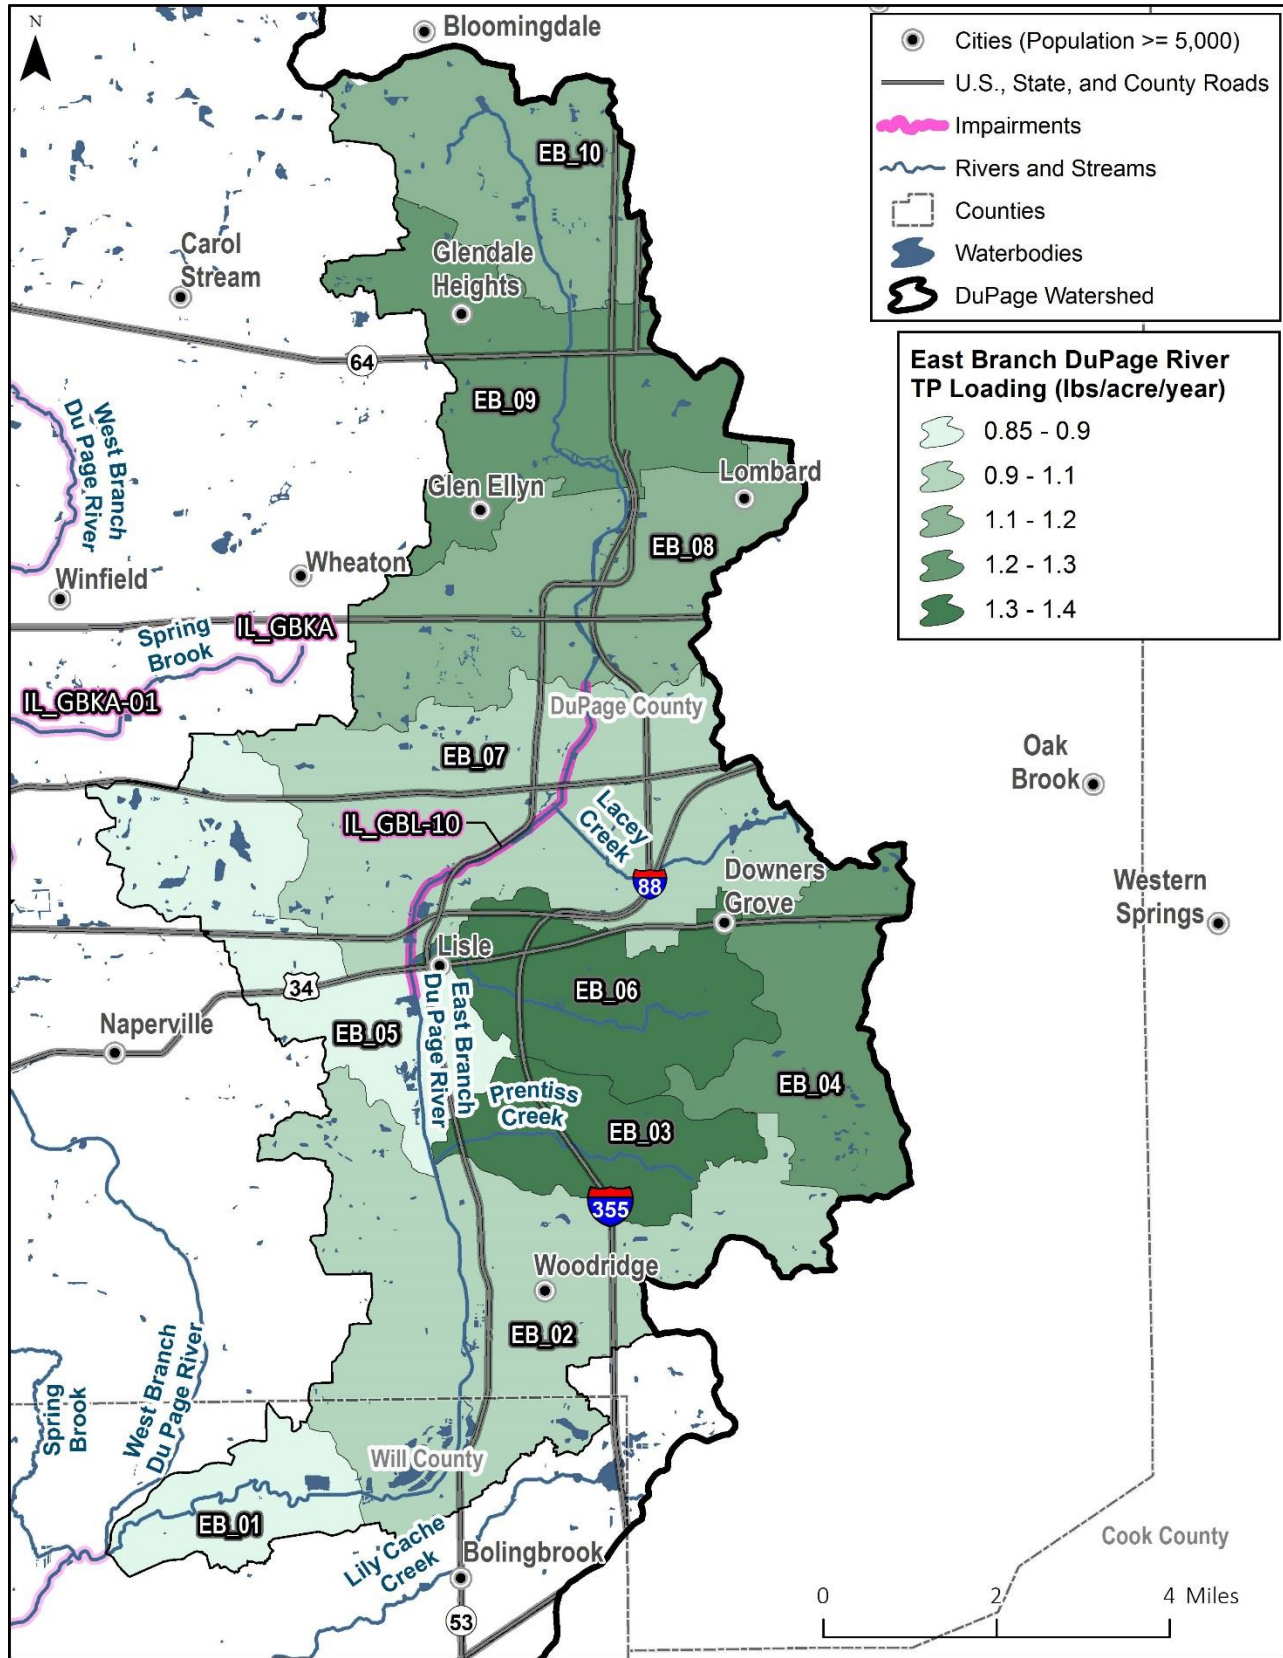 N
Bloomingdale
Cities (Population >= 5,000)
U.S., State, and County Roads
Impairments
Rivers and Streams
Counties
Waterbodies
DuPage Watershed
East Branch DuPage River
TP Loading (lbs/acre/year)
0.85 - 0.9
0.9 - 1.1
1.1 - 1.2
1.2 - 1.3
1.3 - 1.4
EB_10
Carol
Stream
Glendale
Heights
64
EB_09
West Branch
Du Page River
Glen Ellyn
Lombard
EB_08
Wheaton
Winfield
IL_GBKA
Spring
Brook
IL_GBKA-01
DuPage County
EB_07
Oak
Brook
IL_GBL-10
Lacey
Creek
88
Downers
Grove
Western
Springs
Lisle
34
EB_06
East Branch
Du Page River
Naperville
EB_05
EB_04
Prentiss
Creek
EB_03
355
Woodridge
EB_02
West Branch
Du Page River
Spring
Brook
Will County
EB_01
Lily Cache
Creek
Bolingbrook
53
Cook County
0 2 4 Miles